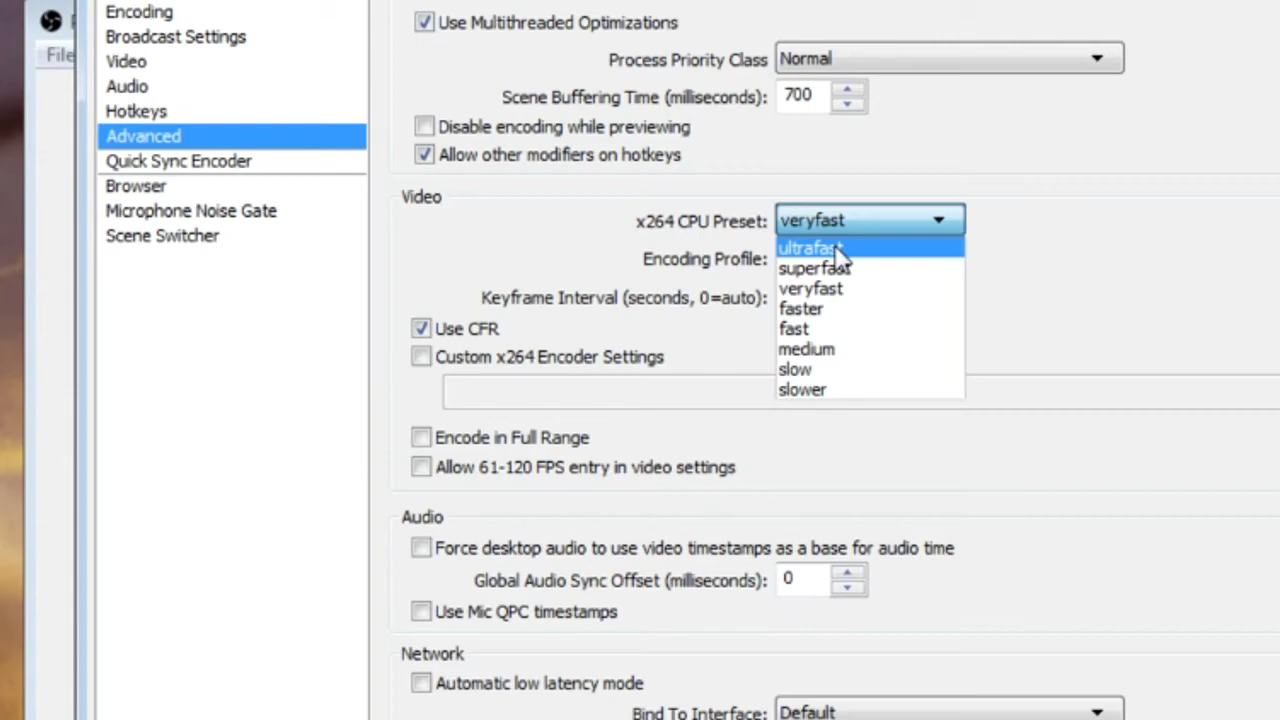 File
Encoding
Broadcast Settings
Video
Audio
Hotkeys
Advanced
Quick Sync Encoder
Browser
Microphone Noise Gate
Scene Switcher
Use Multithreaded Optimizations
Process Priority Class Normal
Scene Buffering Time (milliseconds): 700
Disable encoding while previewing
Allow other modifiers on hotkeys
Video
x264 CPU Preset: veryfast
ultrafast
superfast
veryfast
faster
fast
medium
slow
slower
Encoding Profile:
Keyframe Interval (seconds, 0=auto):
Use CFR
Custom x264 Encoder Settings
Encode in Full Range
Allow 61-120 FPS entry in video settings
Audio
Force desktop audio to use video timestamps as a base for audio time
Global Audio Sync Offset (milliseconds): 0
Use Mic QPC timestamps
Network
Automatic low latency mode
Bind To Interface: Default